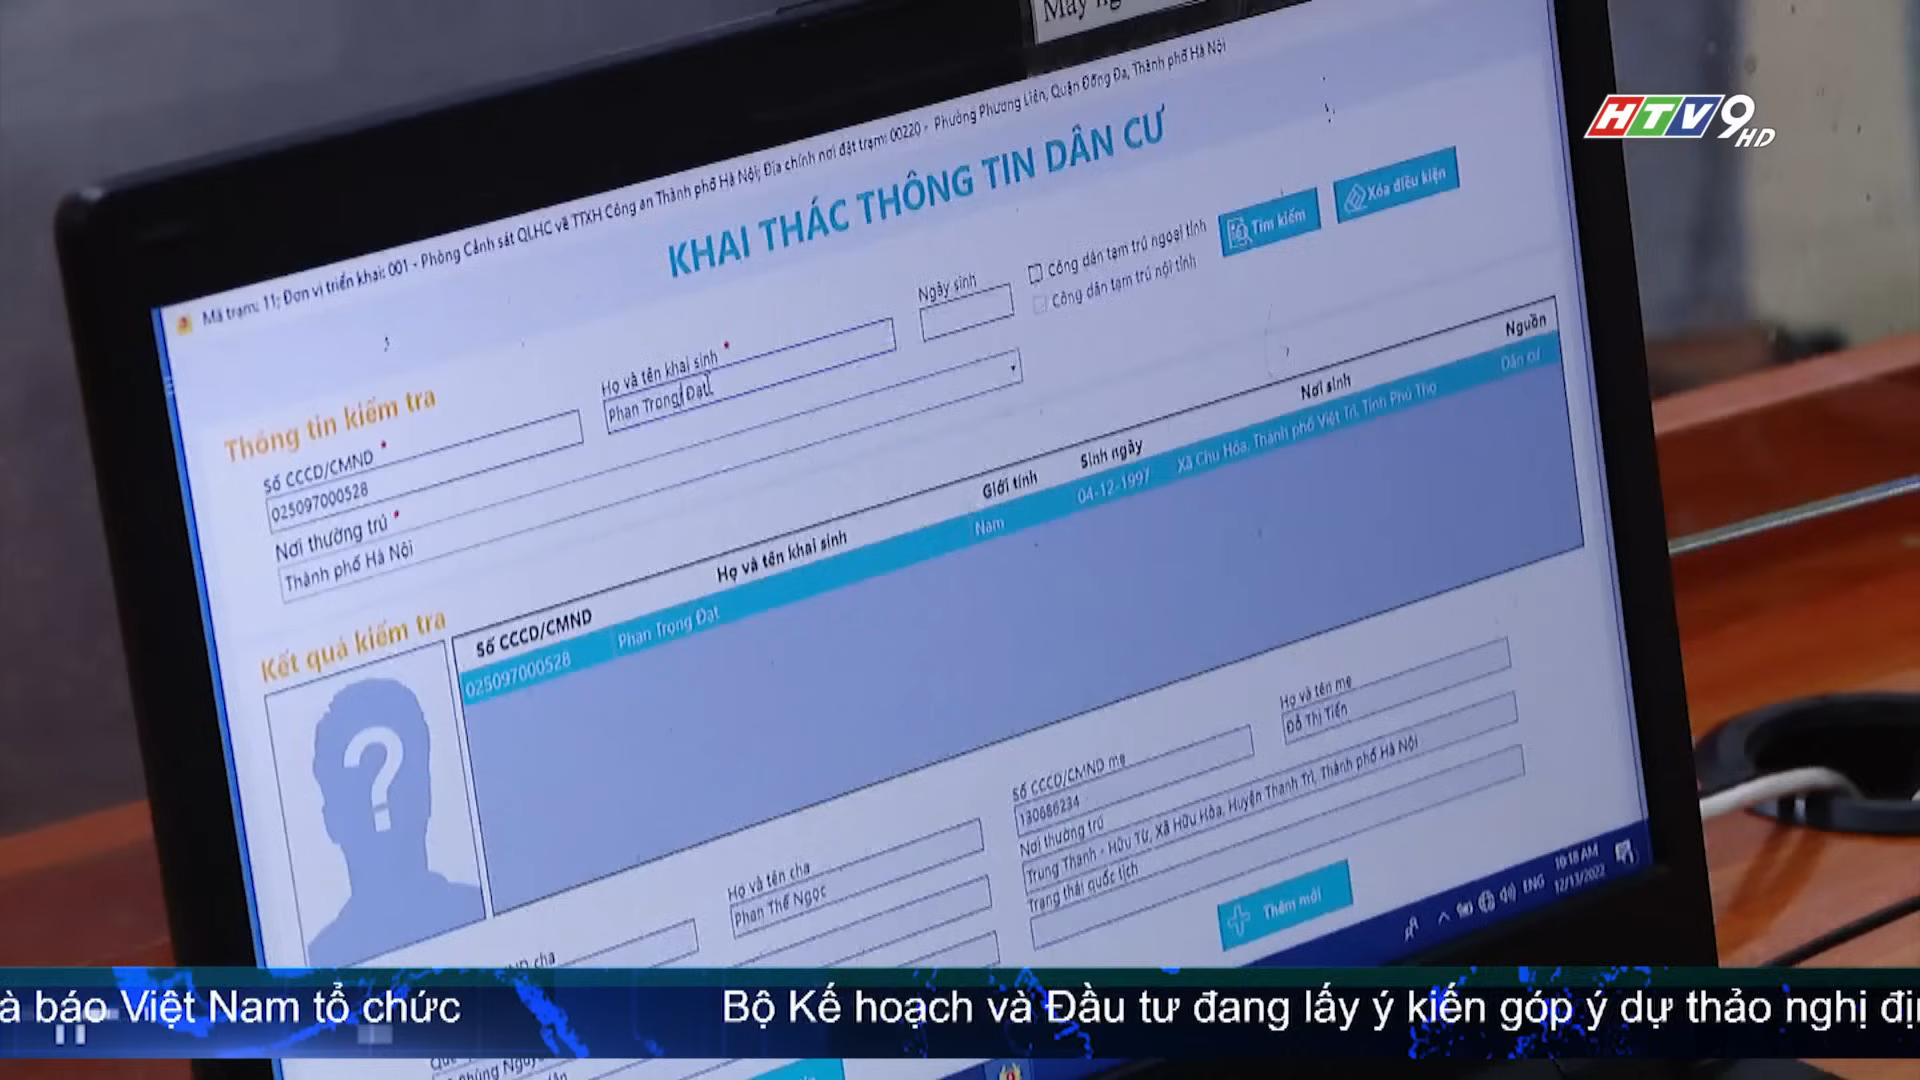 Máy
HTV9 HD
Mã trạm: 11; Đơn vị triển khai: 001 - Phòng Cảnh sát QLHC về TTXH Công an Thành phố Hà Nội; Địa chính nơi đặt trạm: 00220 - Phường Phương Liên, Quận Đống Đa, Thành phố Hà Nội
KHAI THÁC THÔNG TIN DÂN CƯ
Thông tin kiểm tra
Số CCCD/CMND *
025097000528
Họ và tên khai sinh *
Phan Trọng Đạt
Ngày sinh
Công dân tạm trú ngoại tỉnh
Công dân tạm trú nội tỉnh
Tìm kiếm
Xóa điều kiện
Nơi thường trú *
Thành phố Hà Nội
Kết quả kiểm tra
Số CCCD/CMND Họ và tên khai sinh Giới tính Sinh ngày Nơi sinh Nguồn
025097000528 Phan Trọng Đạt Nam 04-12-1997 Xã Chu Hóa, Thành phố Việt Trì, Tỉnh Phú Thọ Dân cư
Họ và tên cha
Phan Thế Ngọc
Số CCCD/CMND mẹ
130686234
Họ và tên mẹ
Đỗ Thị Tiến
Nơi thường trú
Trung Thanh - Hữu Từ, Xã Hữu Hòa, Huyện Thanh Trì, Thành phố Hà Nội
Trạng thái quốc tịch
Thêm mới
ENG
10:18 AM
12/13/2022
cha
à báo Việt Nam tổ chức Bộ Kế hoạch và Đầu tư đang lấy ý kiến góp ý dự thảo nghị